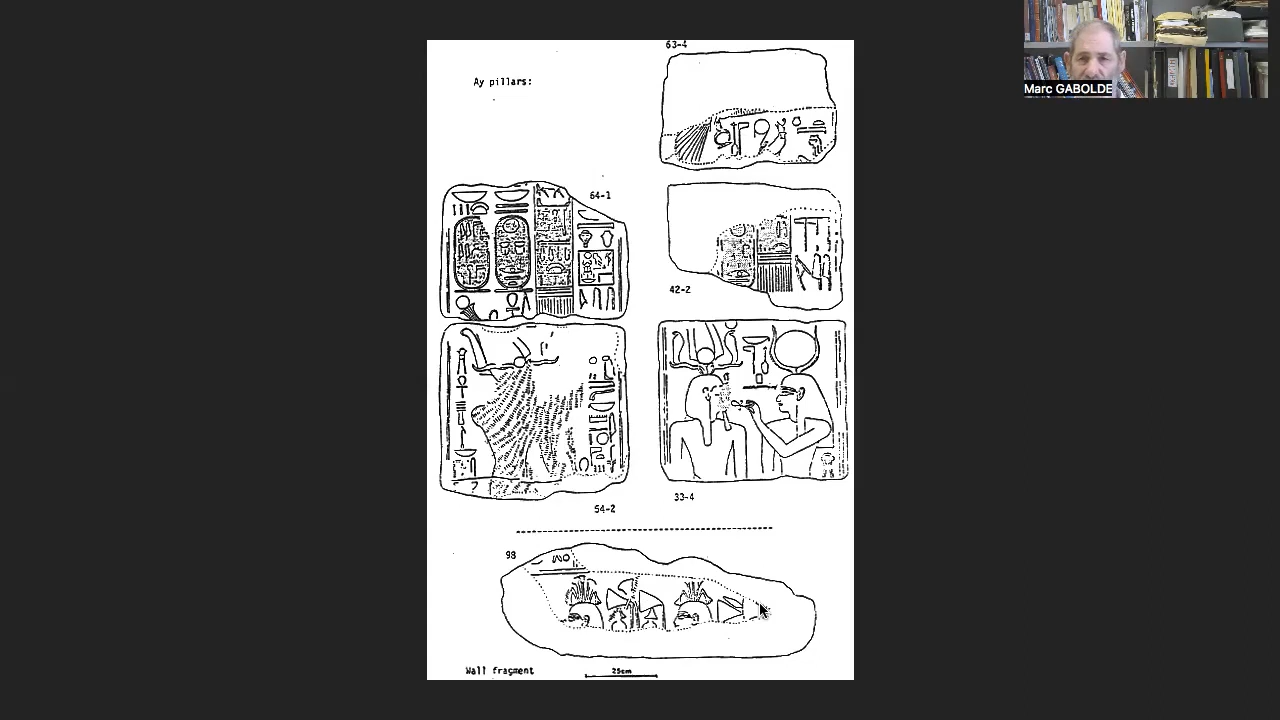 63-4
Ay pillars:
64-1
42-2
33-4
54-2
98
Wall fragment
25cm
Marc GABOLDE